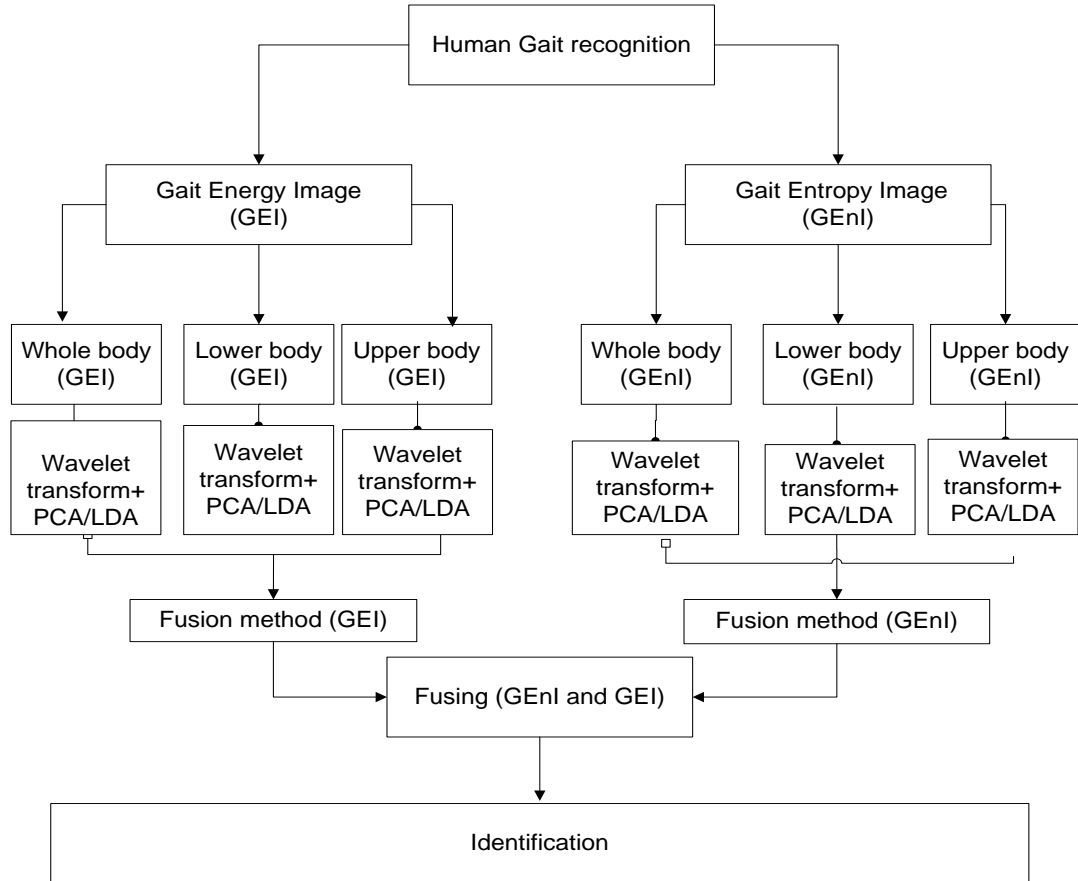 Human Gait recognition
Gait Energy Image
(GEI)
Gait Entropy Image
(GEnI)
Whole body
(GEI)
Lower body
(GEI)
Upper body
(GEI)
Whole body
(GEnI)
Lower body
(GEnI)
Upper body
(GEnI)
Wavelet
transform+
PCA/LDA
Wavelet
transform+
PCA/LDA
Wavelet
transform+
PCA/LDA
Wavelet
transform+
PCA/LDA
Wavelet
transform+
PCA/LDA
Wavelet
transform+
PCA/LDA
Fusion method (GEI)
Fusion method (GEnI)
Fusing (GEnI and GEI)
Identification